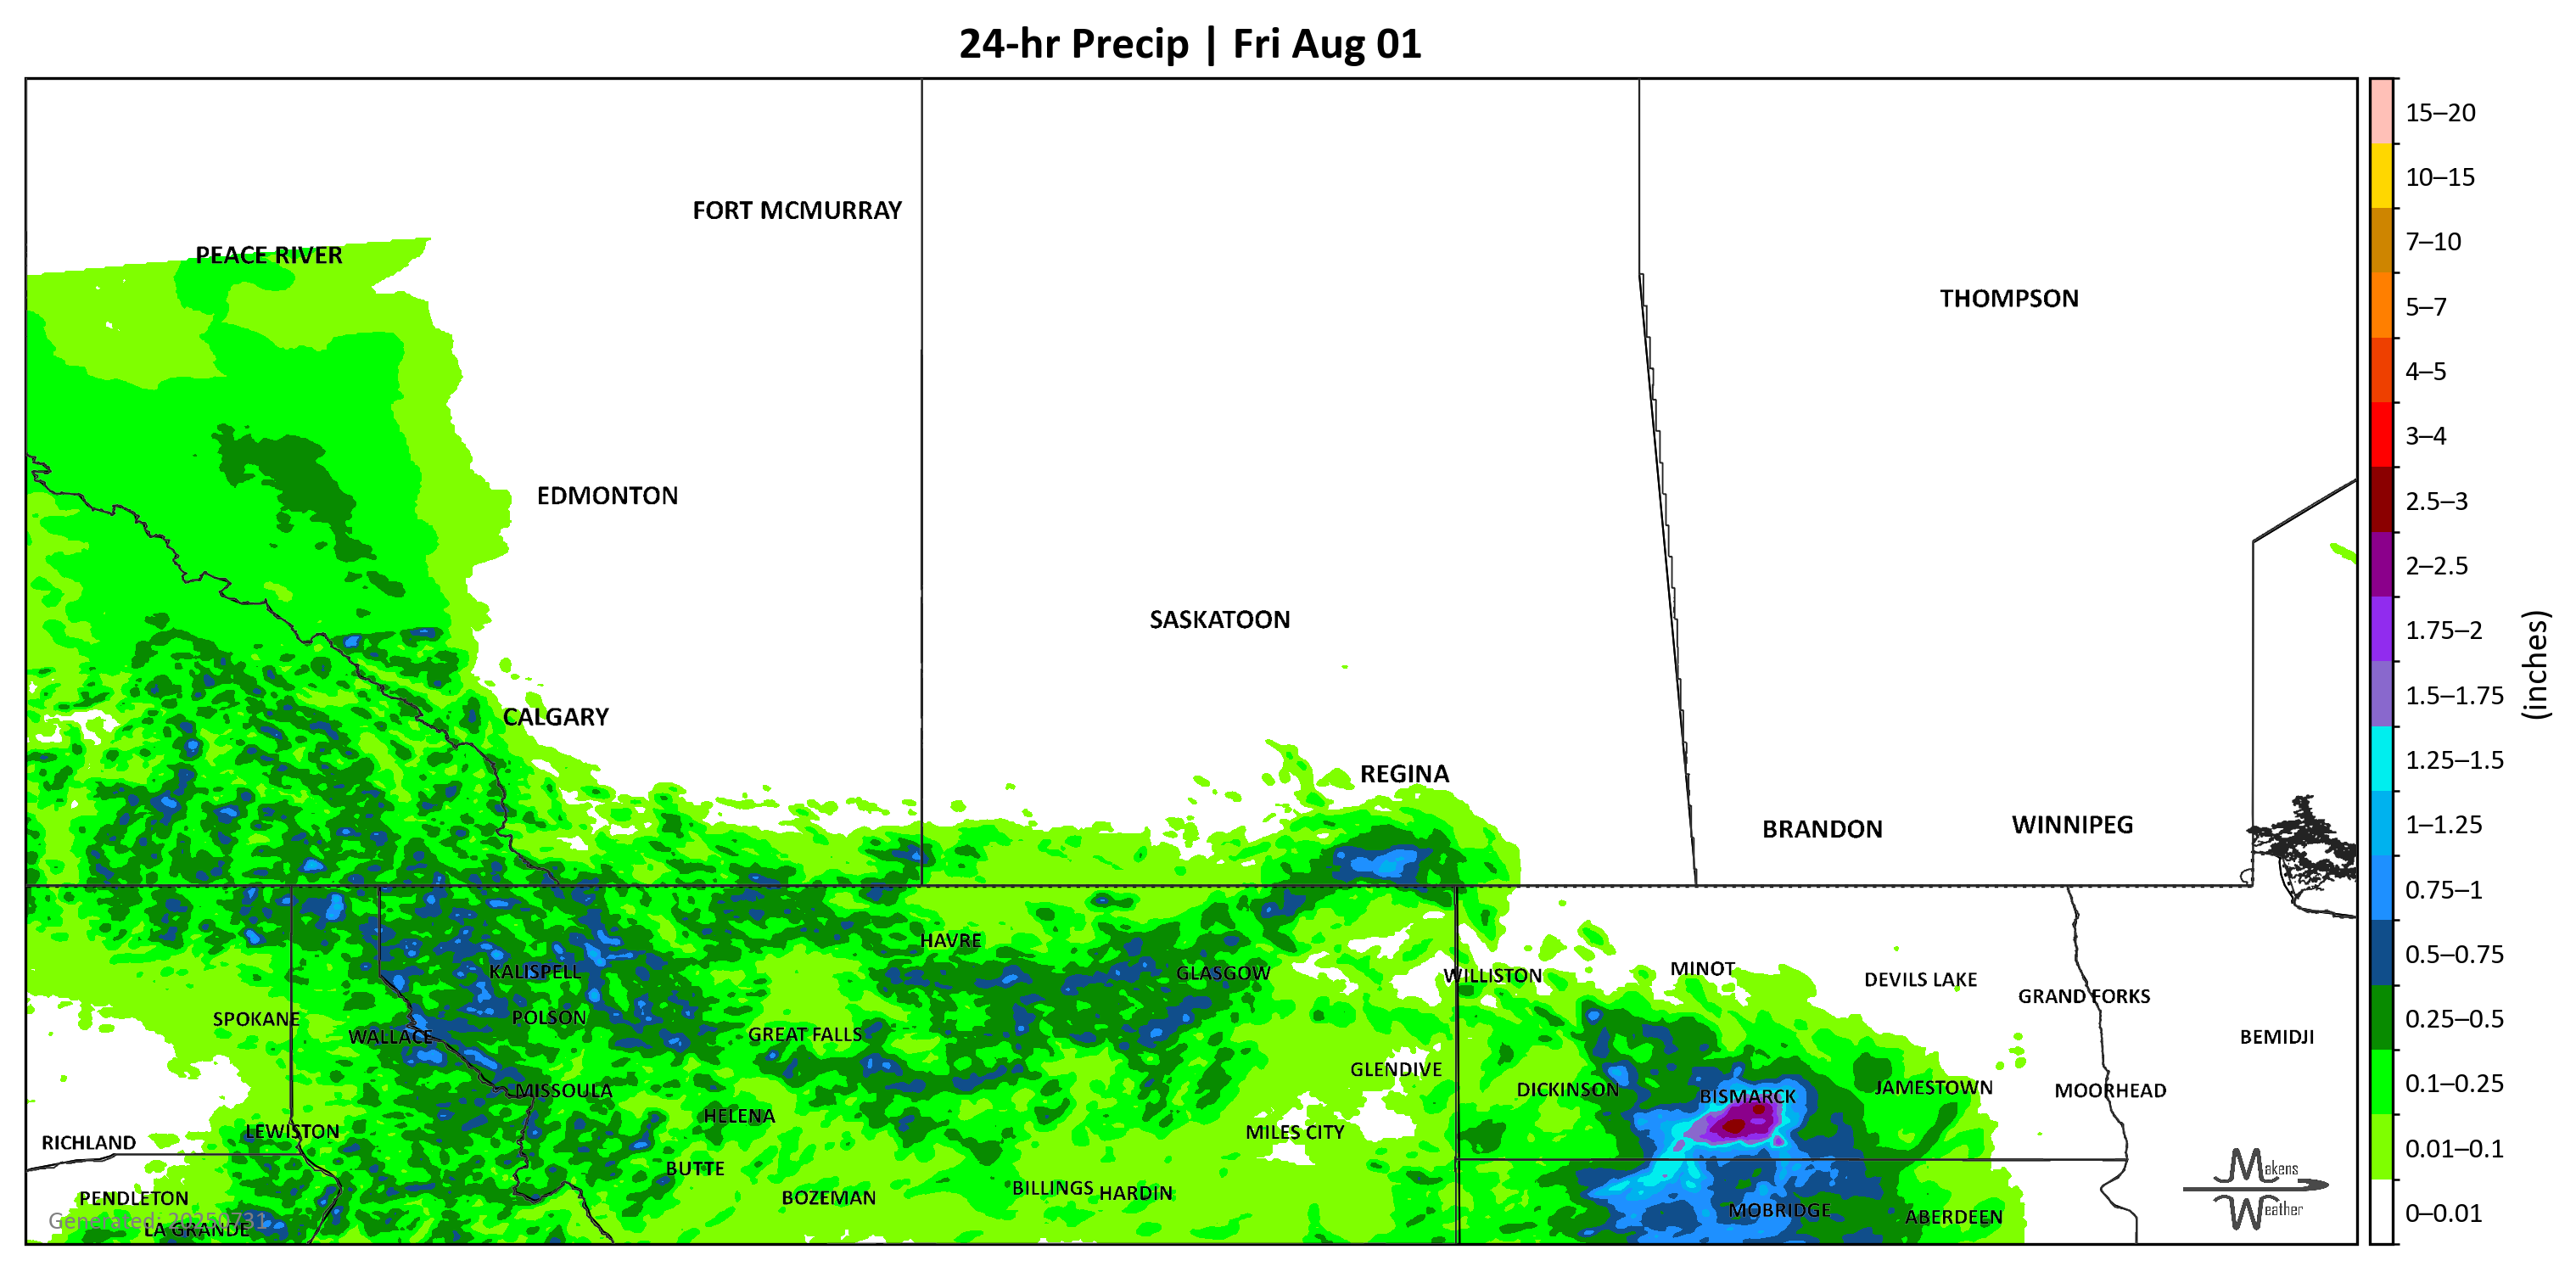 24-hr Precip | Fri Aug 01
FORT MCMURRAY
PEACE RIVER
THOMPSON
EDMONTON
SASKATOON
CALGARY
REGINA
WINNIPEG
BRANDON
HAVRE
KALISPELL
GLASGOW
WILLISTON
MINOT
DEVILS LAKE
GRAND FORKS
SPOKANE
POLSON
WALLACE
GREAT FALLS
BEMIDJI
GLENDIVE
MISSOULA
DICKINSON
BISMARCK
JAMESTOWN
MOORHEAD
HELENA
LEWISTON
MILES CITY
RICHLAND
BUTTE
PENDLETON
BOZEMAN
BILLINGS
HARDIN
MOBRIDGE
ABERDEEN
Generated: 20250731
LA GRANDE
Makens
Weather
15–20
10–15
7–10
5–7
4–5
3–4
2.5–3
2–2.5
1.75–2
1.5–1.75
1.25–1.5
1–1.25
0.75–1
0.5–0.75
0.25–0.5
0.1–0.25
0.01–0.1
0–0.01
(inches)